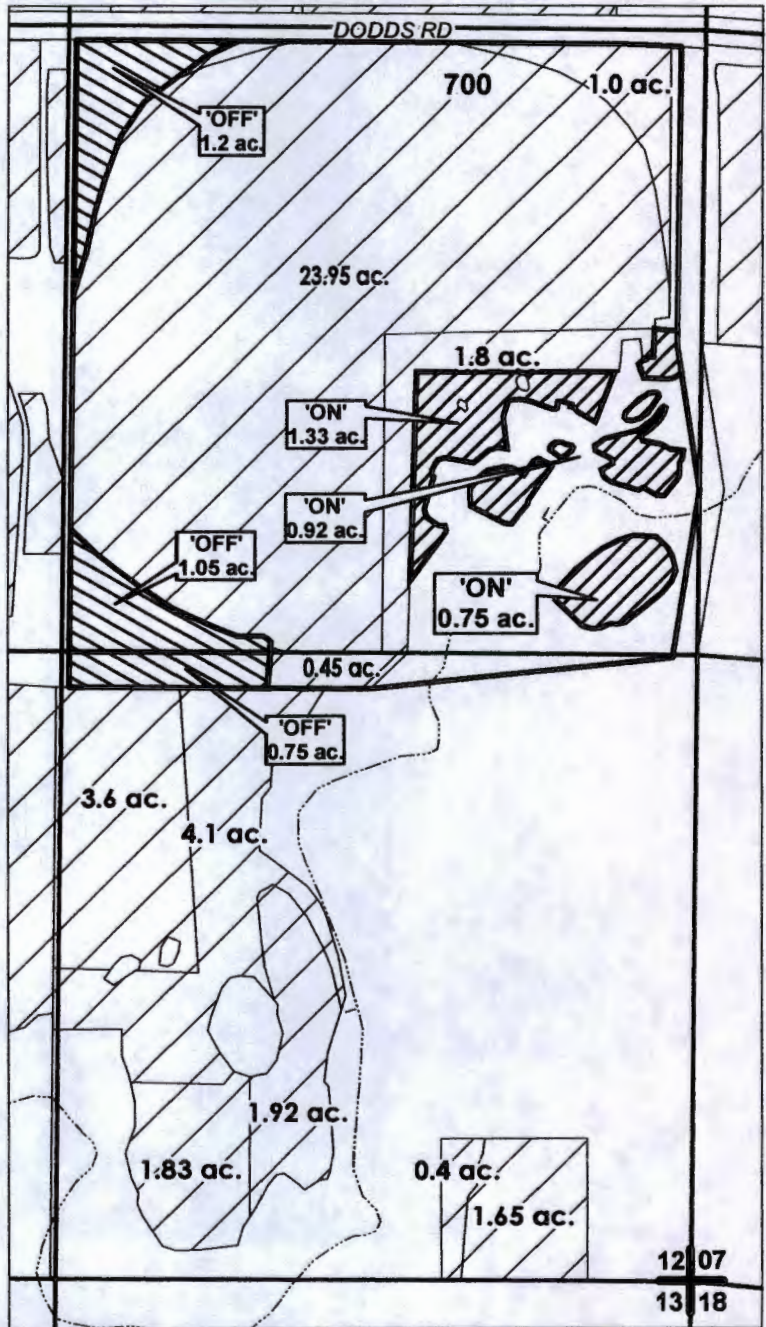 DODDS RD
700
1.0 ac.
'OFF'
1.2 ac.
23.95 ac.
1.8 ac.
'ON'
1.33 ac.
'ON'
0.92 ac.
'OFF'
1.05 ac.
'ON'
0.75 ac.
0.45 ac.
'OFF'
0.75 ac.
3.6 ac.
4.1 ac.
1.92 ac.
1.83 ac.
0.4 ac.
1.65 ac.
12 07
13 18